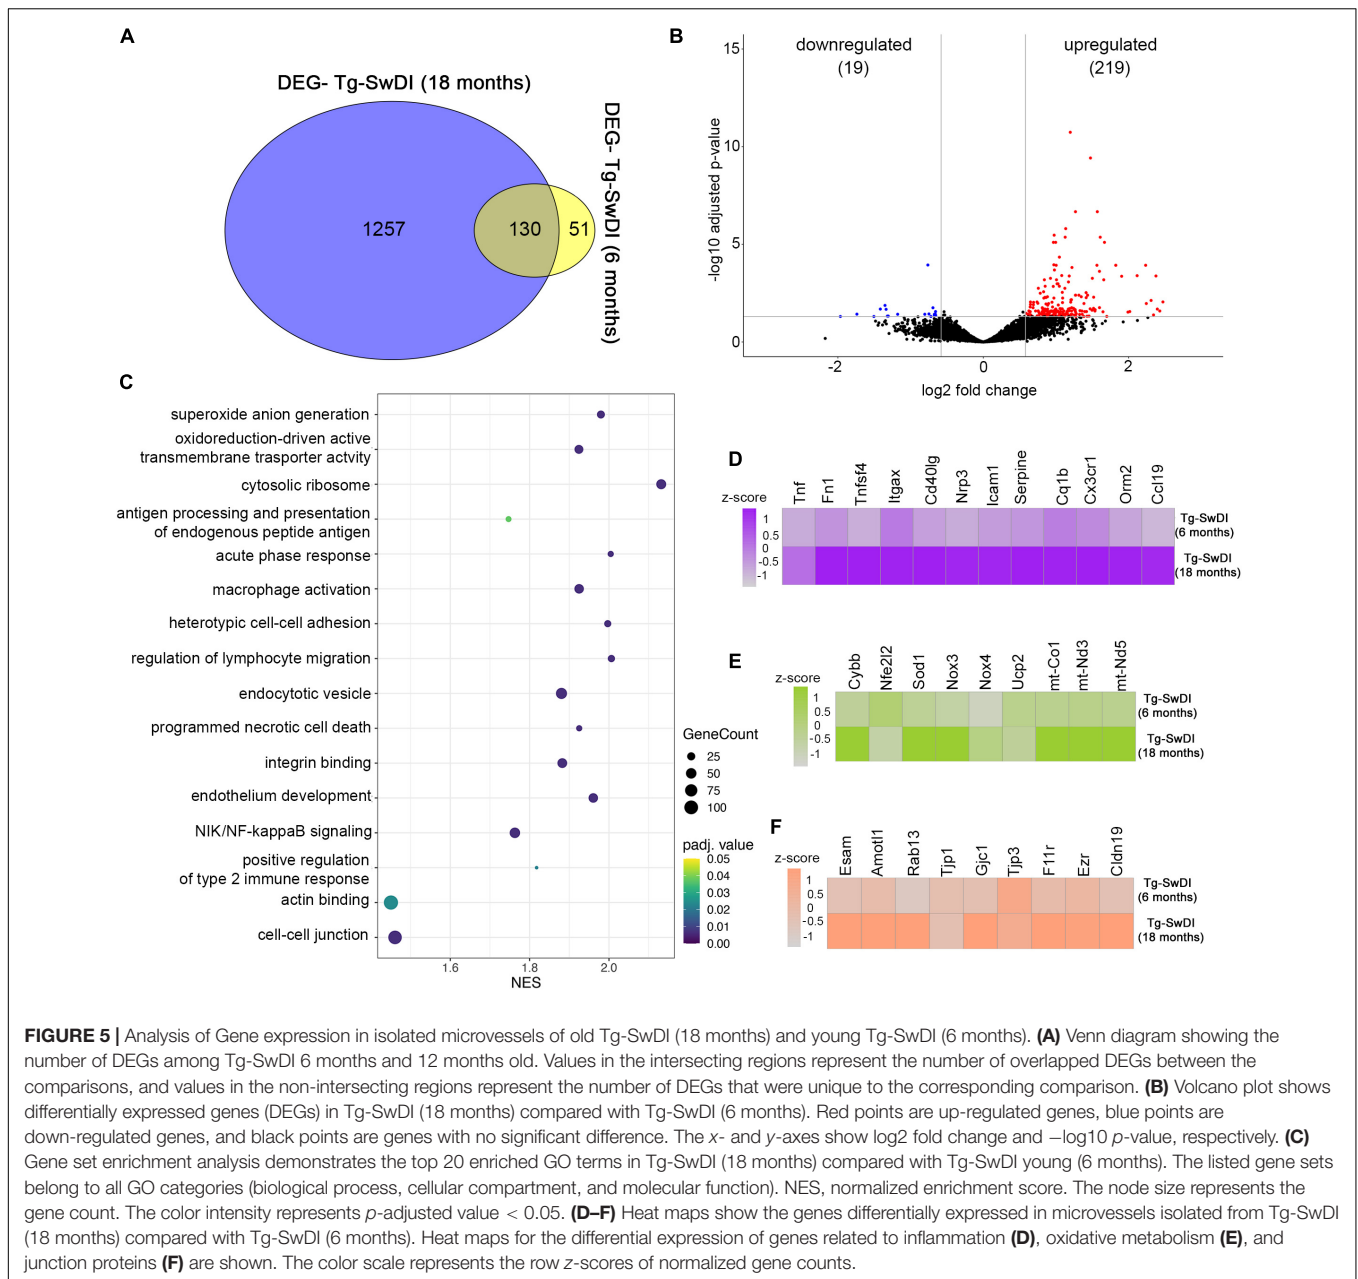 A
DEG- Tg-SwDI (18 months)
DEG- Tg-SwDI (6 months)
1257
130
51
B
downregulated
(19)
upregulated
(219)
15
10
5
0
-log10 adjusted p-value
-2
0
2
log2 fold change
C
superoxide anion generation
oxidoreduction-driven active
transmembrane trasporter actvity
cytosolic ribosome
antigen processing and presentation
of endogenous peptide antigen
acute phase response
macrophage activation
heterotypic cell-cell adhesion
regulation of lymphocyte migration
endocytotic vesicle
programmed necrotic cell death
integrin binding
endothelium development
NIK/NF-kappaB signaling
positive regulation
of type 2 immune response
actin binding
cell-cell junction
1.6
1.8
2.0
NES
GeneCount
25
50
75
100
padj. value
0.05
0.04
0.03
0.02
0.01
0.00
D
z-score
1
0.5
0
-0.5
-1
Tnf
Fn1
Tnfsf4
Itgax
Cd40lg
Nrp3
Icam1
Serpine
Cq1b
Cx3cr1
Orm2
Ccl19
Tg-SwDI
(6 months)
Tg-SwDI
(18 months)
E
z-score
1
0.5
0
-0.5
-1
Cybb
Nfe2l2
Sod1
Nox3
Nox4
Ucp2
mt-Co1
mt-Nd3
mt-Nd5
Tg-SwDI
(6 months)
Tg-SwDI
(18 months)
F
z-score
1
0.5
0
-0.5
-1
Esam
Amotl1
Rab13
Tjp1
Gjc1
Tjp3
F11r
Ezr
Cldn19
Tg-SwDI
(6 months)
Tg-SwDI
(18 months)
FIGURE 5 | Analysis of Gene expression in isolated microvessels of old Tg-SwDI (18 months) and young Tg-SwDI (6 months). (A) Venn diagram showing the
number of DEGs among Tg-SwDI 6 months and 12 months old. Values in the intersecting regions represent the number of overlapped DEGs between the
comparisons, and values in the non-intersecting regions represent the number of DEGs that were unique to the corresponding comparison. (B) Volcano plot shows
differentially expressed genes (DEGs) in Tg-SwDI (18 months) compared with Tg-SwDI (6 months). Red points are up-regulated genes, blue points are
down-regulated genes, and black points are genes with no significant difference. The x- and y-axes show log2 fold change and −log10 p-value, respectively. (C)
Gene set enrichment analysis demonstrates the top 20 enriched GO terms in Tg-SwDI (18 months) compared with Tg-SwDI young (6 months). The listed gene sets
belong to all GO categories (biological process, cellular compartment, and molecular function). NES, normalized enrichment score. The node size represents the
gene count. The color intensity represents p-adjusted value < 0.05. (D–F) Heat maps show the genes differentially expressed in microvessels isolated from Tg-SwDI
(18 months) compared with Tg-SwDI (6 months). Heat maps for the differential expression of genes related to inflammation (D), oxidative metabolism (E), and
junction proteins (F) are shown. The color scale represents the row z-scores of normalized gene counts.